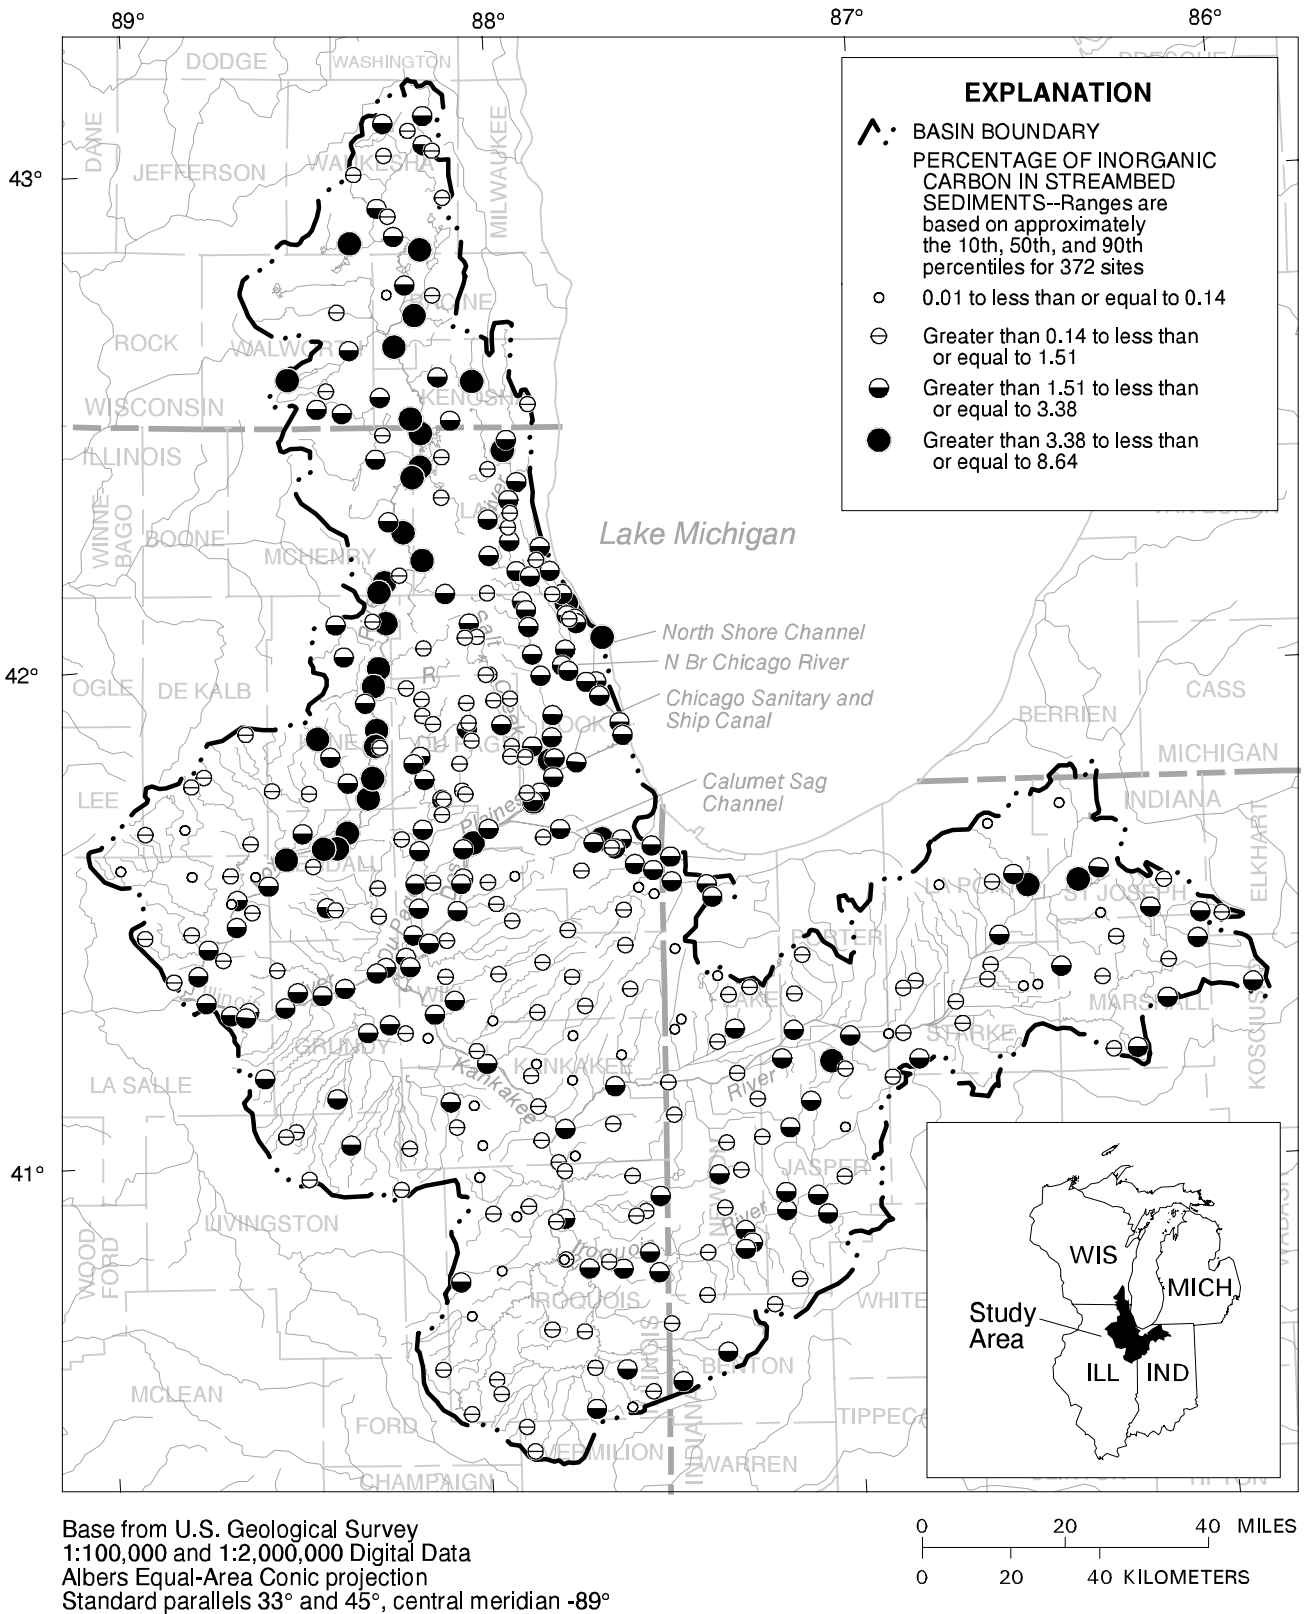 89°
88°
87°
86°
43°
42°
41°
EXPLANATION
BASIN BOUNDARY
PERCENTAGE OF INORGANIC
CARBON IN STREAMBED
SEDIMENTS--Ranges are
based on approximately
the 10th, 50th, and 90th
percentiles for 372 sites
0.01 to less than or equal to 0.14
Greater than 0.14 to less than
or equal to 1.51
Greater than 1.51 to less than
or equal to 3.38
Greater than 3.38 to less than
or equal to 8.64
DODGE
WASHINGTON
DANE
JEFFERSON
WAUKESHA
MILWAUKEE
RACINE
ROCK
WALWORTH
KENOSHA
WISCONSIN
ILLINOIS
WINNE
BAGO
BOONE
MCHENRY
Lake Michigan
North Shore Channel
N Br Chicago River
Chicago Sanitary and
Ship Canal
Calumet Sag
Channel
OGLE
DE KALB
LEE
CASS
BERRIEN
MICHIGAN
INDIANA
ELKHART
ST JOSEPH
PORTER
LAKE
MARSHALL
STARKE
KOSCIUS
LA SALLE
GRUNDY
KANKAKEE
Kankakee
River
NEWTON
JASPER
River
Iroquois
LIVINGSTON
WOOD
FORD
IROQUOIS
ILLINOIS
INDIANA
BENTON
WHITE
MCLEAN
FORD
VERMILION
WARREN
CHAMPAIGN
TIPPECA
WIS
MICH
Study
Area
ILL
IND
Base from U.S. Geological Survey
1:100,000 and 1:2,000,000 Digital Data
Albers Equal-Area Conic projection
Standard parallels 33° and 45°, central meridian -89°
0 20 40 MILES
0 20 40 KILOMETERS